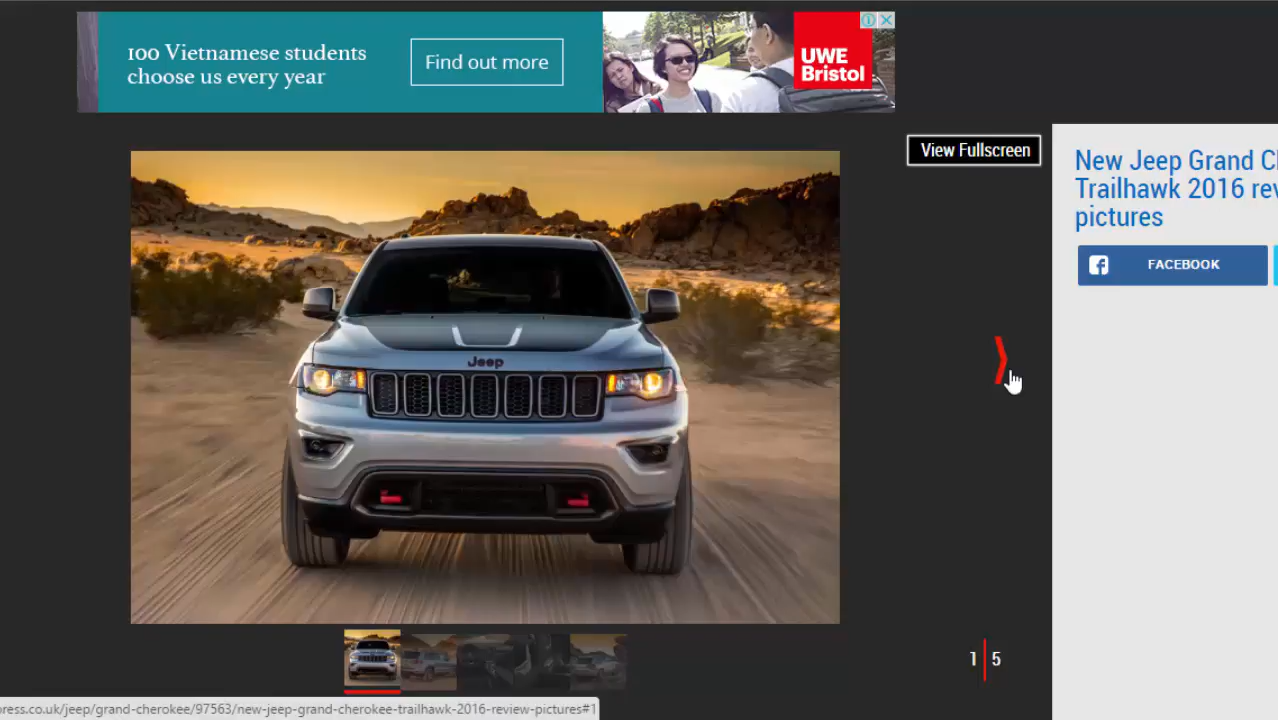 100 Vietnamese students
choose us every year
Find out more
UWE
Bristol
View Fullscreen
New Jeep Grand C
Trailhawk 2016 rev
pictures
FACEBOOK
Jeep
1 5
press.co.uk/jeep/grand-cherokee/97563/new-jeep-grand-cherokee-trailhawk-2016-review-pictures#1